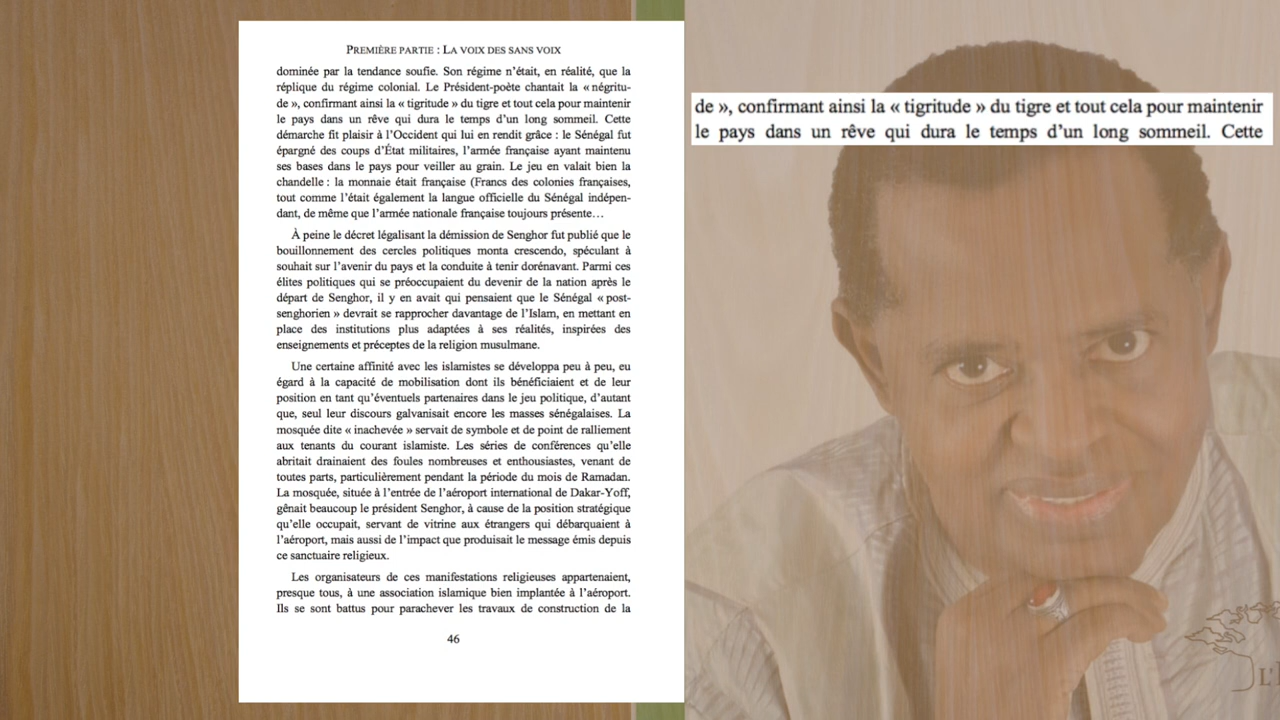 PREMIÈRE PARTIE : LA VOIX DES SANS VOIX
dominée par la tendance soufie. Son régime n’était, en réalité, que la
réplique du régime colonial. Le Président-poète chantait la « négritu-
de », confirmant ainsi la « tigritude » du tigre et tout cela pour maintenir
le pays dans un rêve qui dura le temps d’un long sommeil. Cette
démarche fit plaisir à l’Occident qui lui en rendit grâce : le Sénégal fut
épargné des coups d’État militaires, l’armée française ayant maintenu
ses bases dans le pays pour veiller au grain. Le jeu en valait bien la
chandelle : la monnaie était française (Francs des colonies françaises,
tout comme l’était également la langue officielle du Sénégal indépen-
dant, de même que l’armée nationale française toujours présente…
À peine le décret légalisant la démission de Senghor fut publié que le
bouillonnement des cercles politiques monta crescendo, spéculant à
souhait sur l’avenir du pays et la conduite à tenir dorénavant. Parmi ces
élites politiques qui se préoccupaient du devenir de la nation après le
départ de Senghor, il y en avait qui pensaient que le Sénégal « post-
senghorien » devrait se rapprocher davantage de l’Islam, en mettant en
place des institutions plus adaptées à ses réalités, inspirées des
enseignements et préceptes de la religion musulmane.
Une certaine affinité avec les islamistes se développa peu à peu, eu
égard à la capacité de mobilisation dont ils bénéficiaient et de leur
position en tant qu’éventuels partenaires dans le jeu politique, d’autant
que, seul leur discours galvanisait encore les masses sénégalaises. La
mosquée dite « inachevée » servait de symbole et de point de ralliement
aux tenants du courant islamiste. Les séries de conférences qu’elle
abritait drainaient des foules nombreuses et enthousiastes, venant de
toutes parts, particulièrement pendant la période du mois de Ramadan.
La mosquée, située à l’entrée de l’aéroport international de Dakar-Yoff,
gênait beaucoup le président Senghor, à cause de la position stratégique
qu’elle occupait, servant de vitrine aux étrangers qui débarquaient à
l’aéroport, mais aussi de l’impact que produisait le message émis depuis
ce sanctuaire religieux.
Les organisateurs de ces manifestations religieuses appartenaient,
presque tous, à une association islamique bien implantée à l’aéroport.
Ils se sont battus pour parachever les travaux de construction de la
46
de », confirmant ainsi la « tigritude » du tigre et tout cela pour maintenir
le pays dans un rêve qui dura le temps d’un long sommeil. Cette